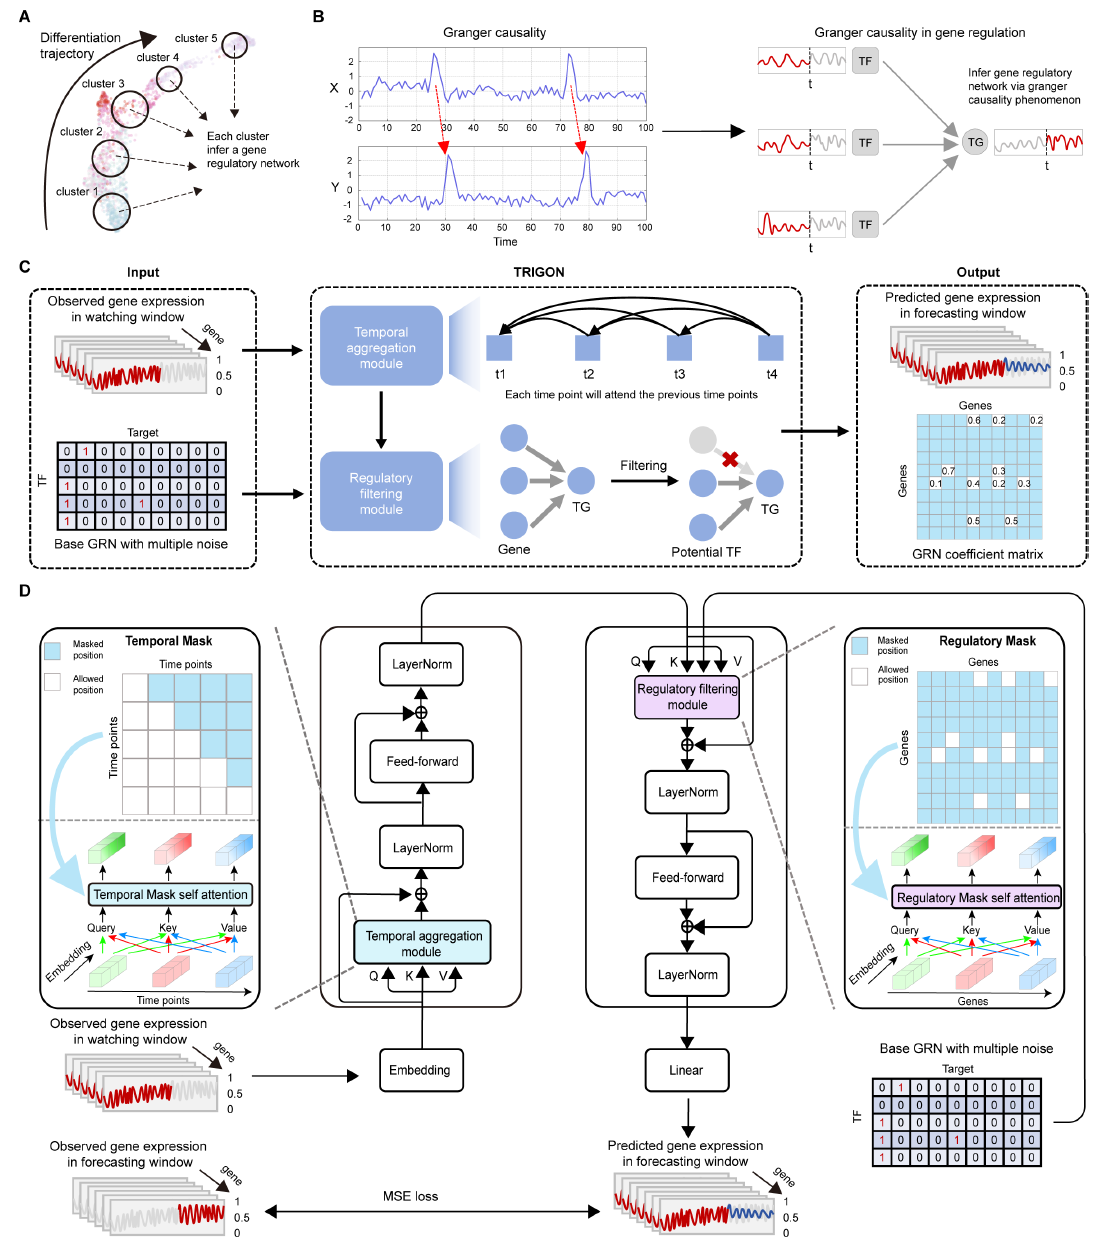 A
Differentiation
trajectory
cluster 5
cluster 4
cluster 3
cluster 2
cluster 1
Each cluster
infer a gene
regulatory network
B
Granger causality
X
2
1
0
-1
-2
0 10 20 30 40 50 60 70 80 90 100
Y
2
1
0
-1
-2
0 10 20 30 40 50 60 70 80 90 100
Time
Granger causality in gene regulation
TF
t
TF
t
TF
t
Infer gene regulatory
network via granger
causality phenomenon
TG
t
C
Input
Observed gene expression
in watching window
gene
1
0.5
0
Target
TF
0 1 0 0 0 0 0 0 0
0 0 0 0 0 0 0 0 0
1 0 0 0 0 0 0 0 0
1 0 0 0 1 0 0 0 0
1 0 0 0 0 0 0 0 0
Base GRN with multiple noise
TRIGON
Temporal
aggregation
module
t1 t2 t3 t4
Each time point will attend the previous time points
Regulatory
filtering
module
Gene
TG
Filtering
TG
Potential TF
Output
Predicted gene expression
in forecasting window
1
0.5
0
Genes
Genes
0.6 0.2 0.2
0.7 0.3
0.1 0.4 0.2 0.3
0.5 0.5
GRN coefficient matrix
D
Temporal Mask
Masked
position
Allowed
position
Time points
Time points
Temporal Mask self attention
Query Key Value
Embedding
Time points
LayerNorm
Feed-forward
LayerNorm
Temporal aggregation
module
Q K V
Embedding
Q K V
Regulatory filtering
module
LayerNorm
Feed-forward
LayerNorm
Linear
Regulatory Mask
Masked
position
Allowed
position
Genes
Genes
Regulatory Mask self attention
Query Key Value
Embedding
Genes
Observed gene expression
in watching window
gene
1
0.5
0
Base GRN with multiple noise
Target
TF
0 1 0 0 0 0 0 0 0
0 0 0 0 0 0 0 0 0
1 0 0 0 0 0 0 0 0
1 0 0 0 1 0 0 0 0
1 0 0 0 0 0 0 0 0
Observed gene expression
in forecasting window
gene
1
0.5
0
MSE loss
Predicted gene expression
in forecasting window
gene
1
0.5
0